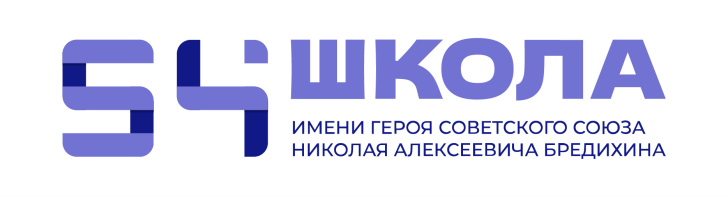 54 ШКОЛА
ИМЕНИ ГЕРОЯ СОВЕТСКОГО СОЮЗА
НИКОЛАЯ АЛЕКСЕЕВИЧА БРЕДИХИНА